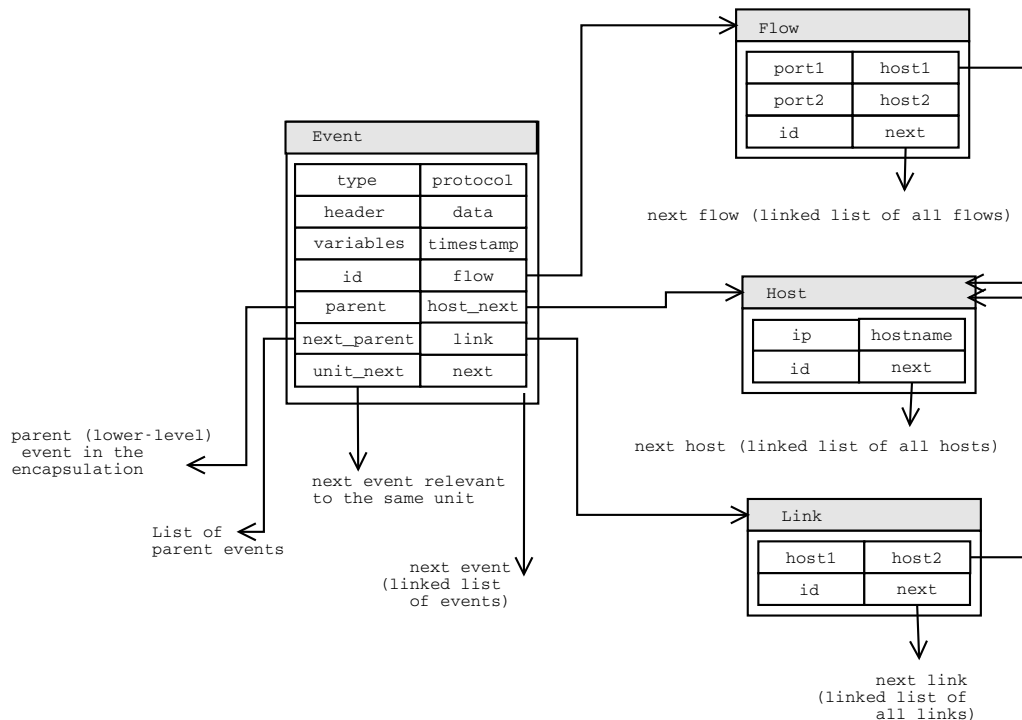 Flow
port1 host1
port2 host2
id next
next flow (linked list of all flows)
Event
type protocol
header data
variables timestamp
id flow
parent host_next
next_parent link
unit_next next
Host
ip hostname
id next
next host (linked list of all hosts)
parent (lower-level)
event in the
encapsulation
next event relevant
to the same unit
List of
parent events
next event
(linked list
of events)
Link
host1 host2
id next
next link
(linked list of
all links)